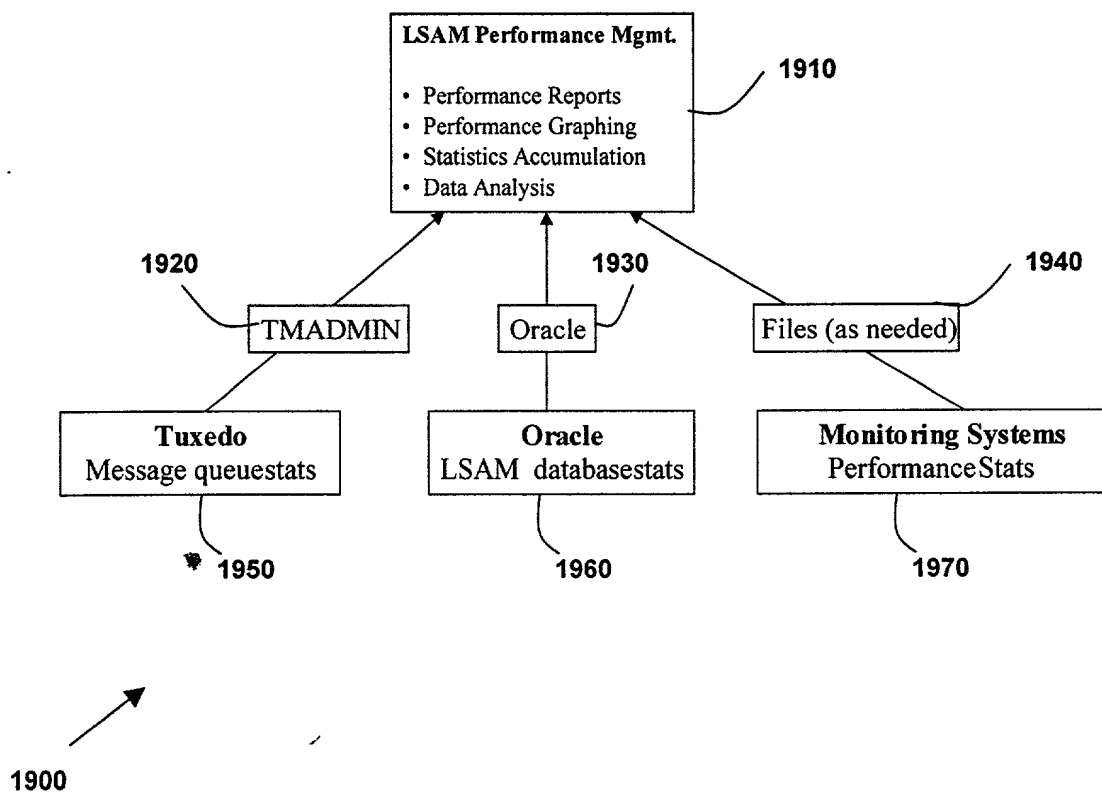 LSAM Performance Mgmt.
• Performance Reports
• Performance Graphing
• Statistics Accumulation
• Data Analysis
1910
1920
1930
1940
TMADMIN
Oracle
Files (as needed)
Tuxedo
Message queuestats
Oracle
LSAM databasestats
Monitoring Systems
PerformanceStats
1950
1960
1970
1900